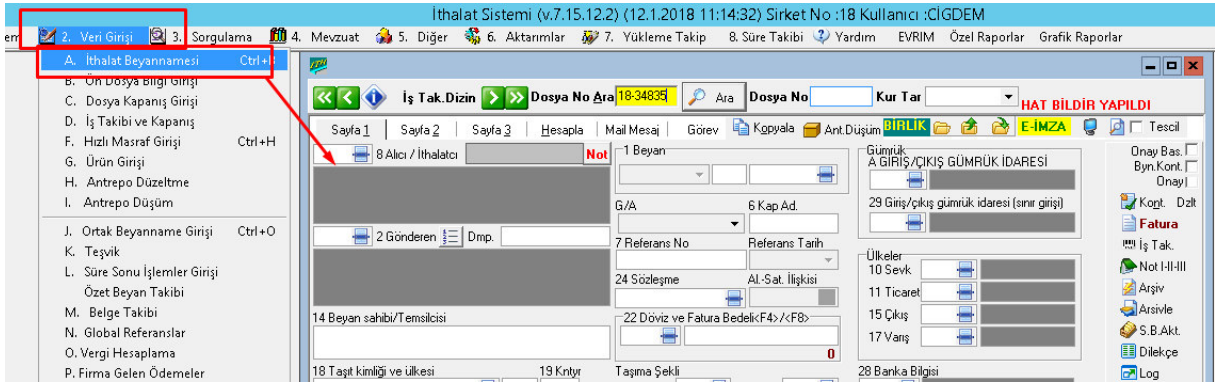 İthalat Sistemi (v.7.15.12.2) (12.1.2018 11:14:32) Sirket No :18 Kullanıcı :CİGDEM
em 2. Veri Girişi 3. Sorgulama 4. Mevzuat 5. Diğer 6. Aktarımlar 7. Yükleme Takip 8. Süre Takibi Yardım EVRIM Özel Raporlar Grafik Raporlar
A. İthalat Beyannamesi Ctrl+B
B. Ön Dosya Bilgi Girişi
C. Dosya Kapanış Girişi
D. İş Takibi ve Kapanış
F. Hızlı Masraf Girişi Ctrl+H
G. Ürün Girişi
H. Antrepo Düzeltme
I. Antrepo Düşüm
J. Ortak Beyanname Girişi Ctrl+O
K. Teşvik
L. Süre Sonu İşlemler Girişi
Özet Beyan Takibi
M. Belge Takibi
N. Global Referanslar
O. Vergi Hesaplama
P. Firma Gelen Ödemeler
İş Tak.Dizin Dosya No Ara 18-34835 Ara Dosya No Kur Tar HAT BİLDİR YAPILDI
Sayfa 1 Sayfa 2 Sayfa 3 Hesapla Mail Mesaj Görev Kopyala Ant.Düşüm BİRLİK E-İMZA Tescil
8 Alıcı / İthalatcı Not
1 Beyan
Gümrük
A GİRİŞ/ÇIKIŞ GÜMRÜK İDARESİ
Onay Bas.
Byn.Kont.
Onay
G/A 6 Kap Ad.
29 Giriş/çıkış gümrük idaresi (sınır girişi)
Kont. Dzlt
Fatura
2 Gönderen Dmp.
7 Referans No Referans Tarih
İş Tak.
Ülkeler
10 Sevk
Not I-II-III
24 Sözleşme Al.-Sat. İlişkisi
11 Ticaret
Arşiv
14 Beyan sahibi/Temsilcisi
22 Döviz ve Fatura Bedeli<F4>/<F8>
15 Çıkış
Arsivle
17 Varış
S.B.Akt.
0
Dilekçe
18 Taşıt kimliği ve ülkesi 19 Kntyr Taşıma Şekli 28 Banka Bilgisi
Log